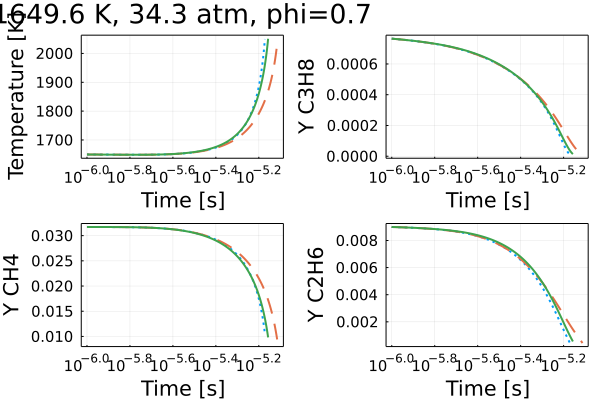 1649.6 K, 34.3 atm, phi=0.7
Temperature [K]
2000
1900
1800
1700
10^-6.0 10^-5.8 10^-5.6 10^-5.4 10^-5.2
Time [s]
Y C3H8
0.0006
0.0004
0.0002
0.0000
10^-6.0 10^-5.8 10^-5.6 10^-5.4 10^-5.2
Time [s]
Y CH4
0.030
0.025
0.020
0.015
0.010
10^-6.0 10^-5.8 10^-5.6 10^-5.4 10^-5.2
Time [s]
Y C2H6
0.008
0.006
0.004
0.002
10^-6.0 10^-5.8 10^-5.6 10^-5.4 10^-5.2
Time [s]